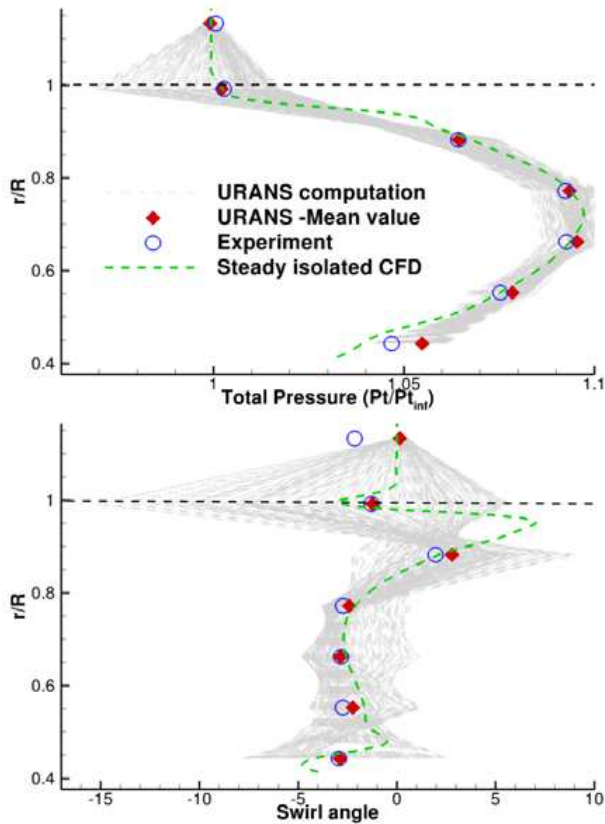 r/R
1
0.8
0.6
0.4
URANS computation
URANS -Mean value
Experiment
Steady isolated CFD
1 1.05 1.1
Total Pressure (Pt/Pt_inf)
r/R
1
0.8
0.6
0.4
-15 -10 -5 0 5 10
Swirl angle